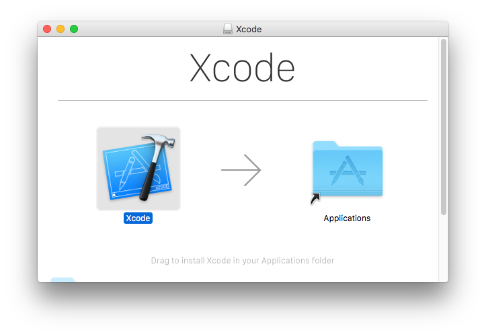 Xcode
Xcode
Xcode
Applications
Drag to install Xcode in your Applications folder